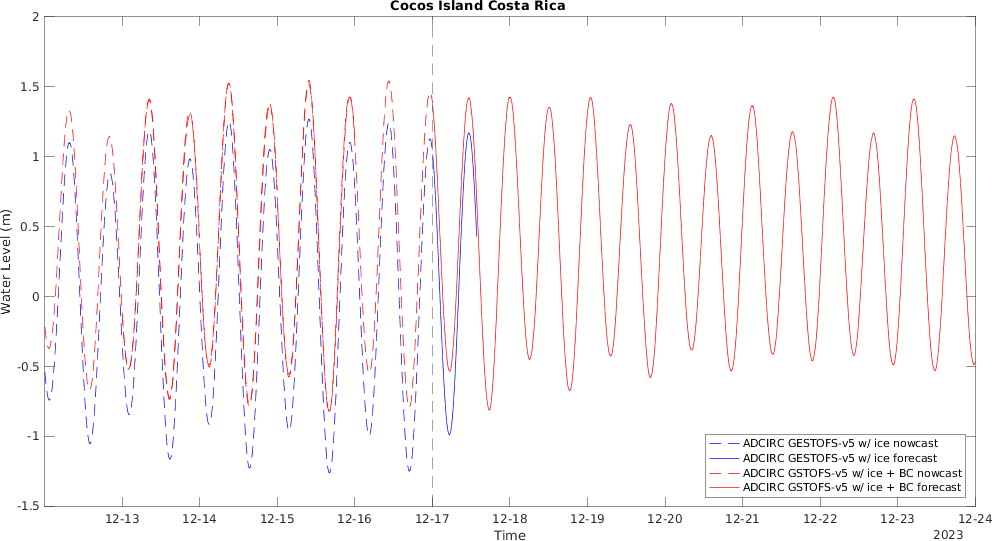 Cocos Island Costa Rica
2
1.5
1
0.5
0
-0.5
-1
-1.5
Water Level (m)
ADCIRC GESTOFS-v5 w/ ice nowcast
ADCIRC GESTOFS-v5 w/ ice forecast
ADCIRC GSTOFS-v5 w/ ice + BC nowcast
ADCIRC GSTOFS-v5 w/ ice + BC forecast
12-13 12-14 12-15 12-16 12-17 12-18 12-19 12-20 12-21 12-22 12-23 12-24
Time
2023